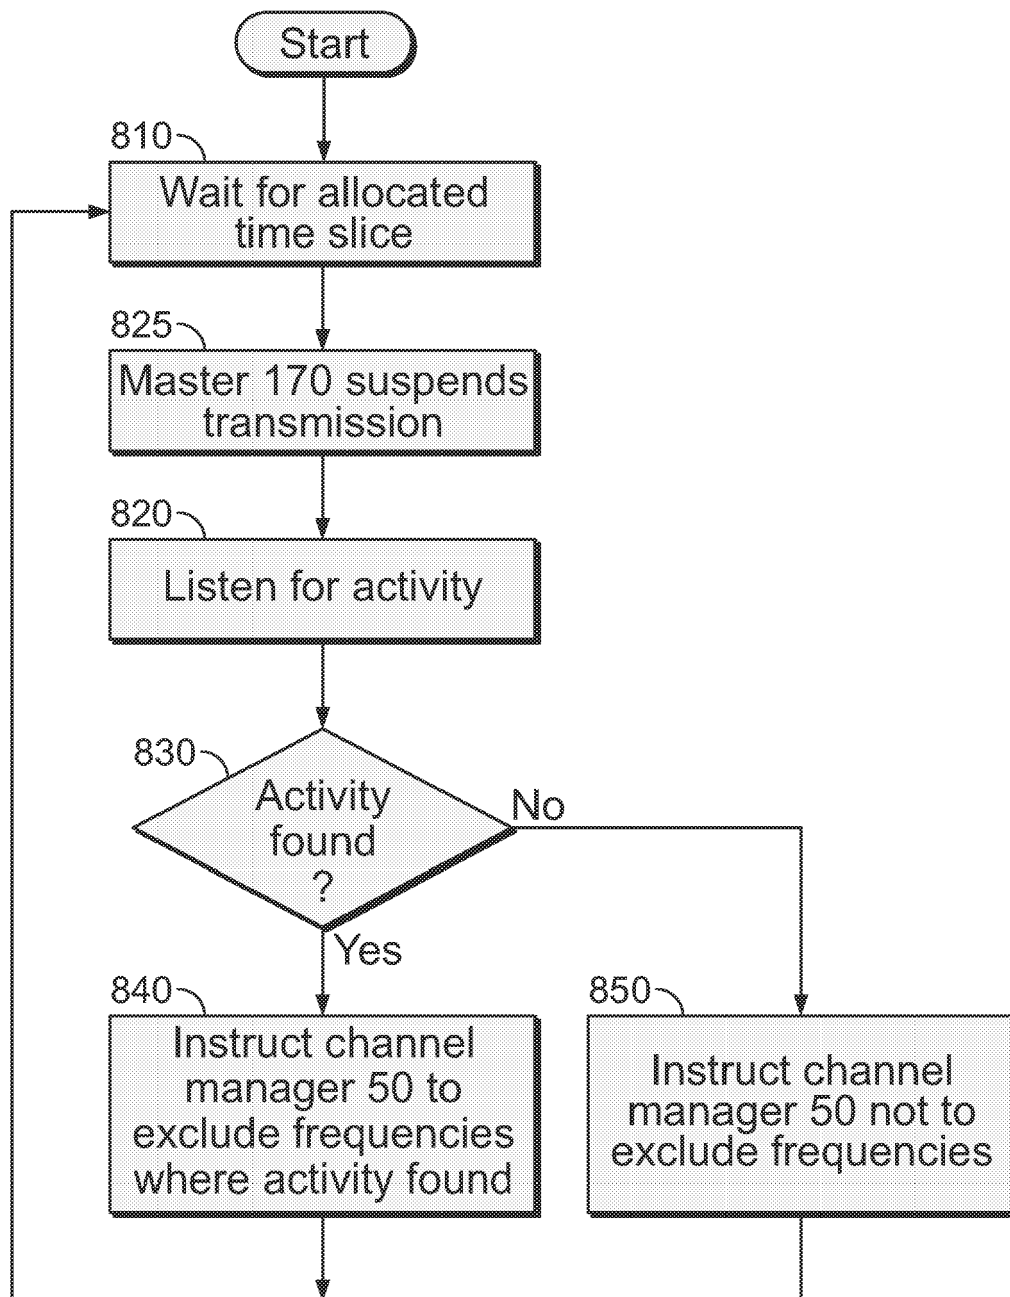 Start
810
Wait for allocated
time slice
825
Master 170 suspends
transmission
820
Listen for activity
830
Activity
found
?
No
Yes
840
Instruct channel
manager 50 to
exclude frequencies
where activity found
850
Instruct channel
manager 50 not to
exclude frequencies